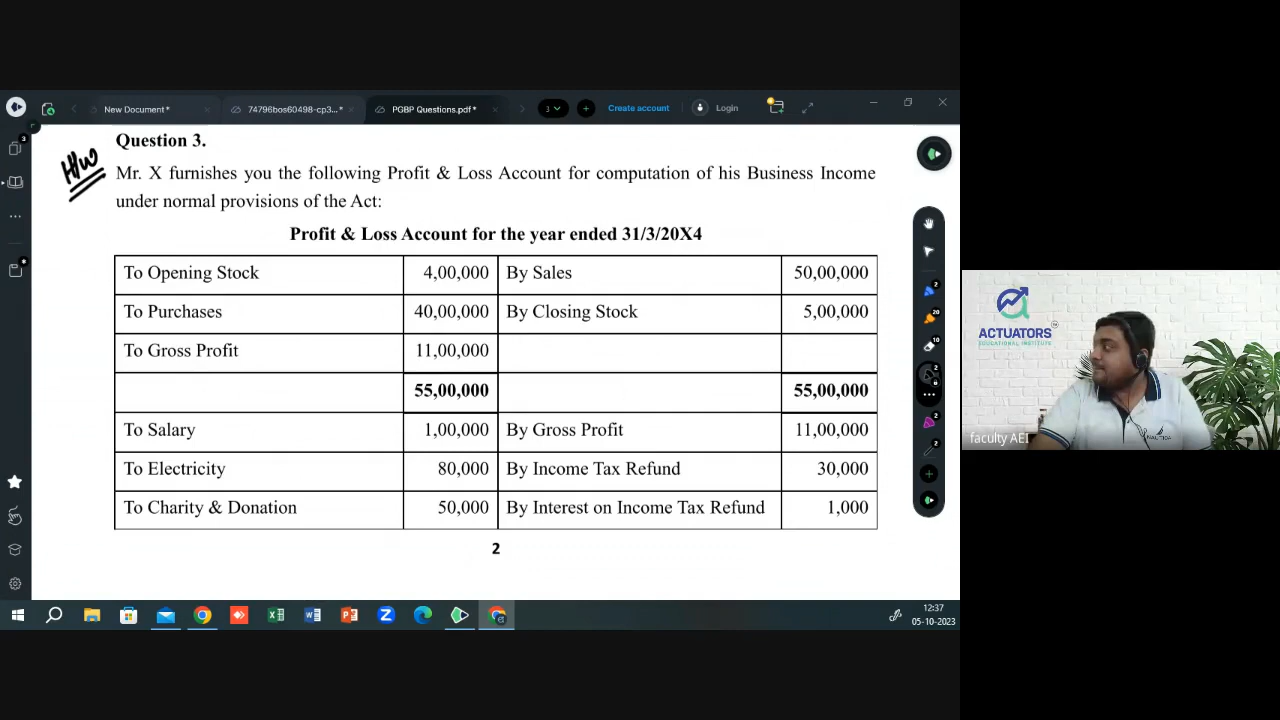 New Document*
74796bos60498-cp3...*
PGBP Questions.pdf*
3
Create account
Login
Question 3.
H/w
Mr. X furnishes you the following Profit & Loss Account for computation of his Business Income
under normal provisions of the Act:
Profit & Loss Account for the year ended 31/3/20X4
To Opening Stock 4,00,000 By Sales 50,00,000
To Purchases 40,00,000 By Closing Stock 5,00,000
To Gross Profit 11,00,000
55,00,000 55,00,000
To Salary 1,00,000 By Gross Profit 11,00,000
To Electricity 80,000 By Income Tax Refund 30,000
To Charity & Donation 50,000 By Interest on Income Tax Refund 1,000
2
ACTUATORS
EDUCATIONAL INSTITUTE
NAUTICA
faculty AEI
12:37
05-10-2023